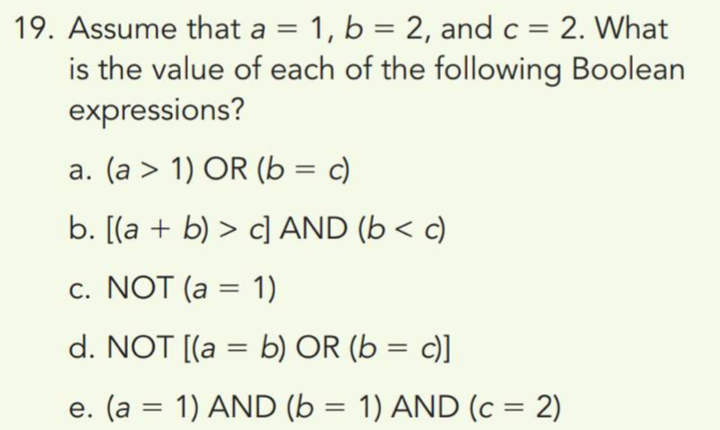 19. Assume that a = 1, b = 2, and c = 2. What
is the value of each of the following Boolean
expressions?
a. (a > 1) OR (b = c)
b. [(a + b) > c] AND (b < c)
c. NOT (a = 1)
d. NOT [(a = b) OR (b = c)]
e. (a = 1) AND (b = 1) AND (c = 2)